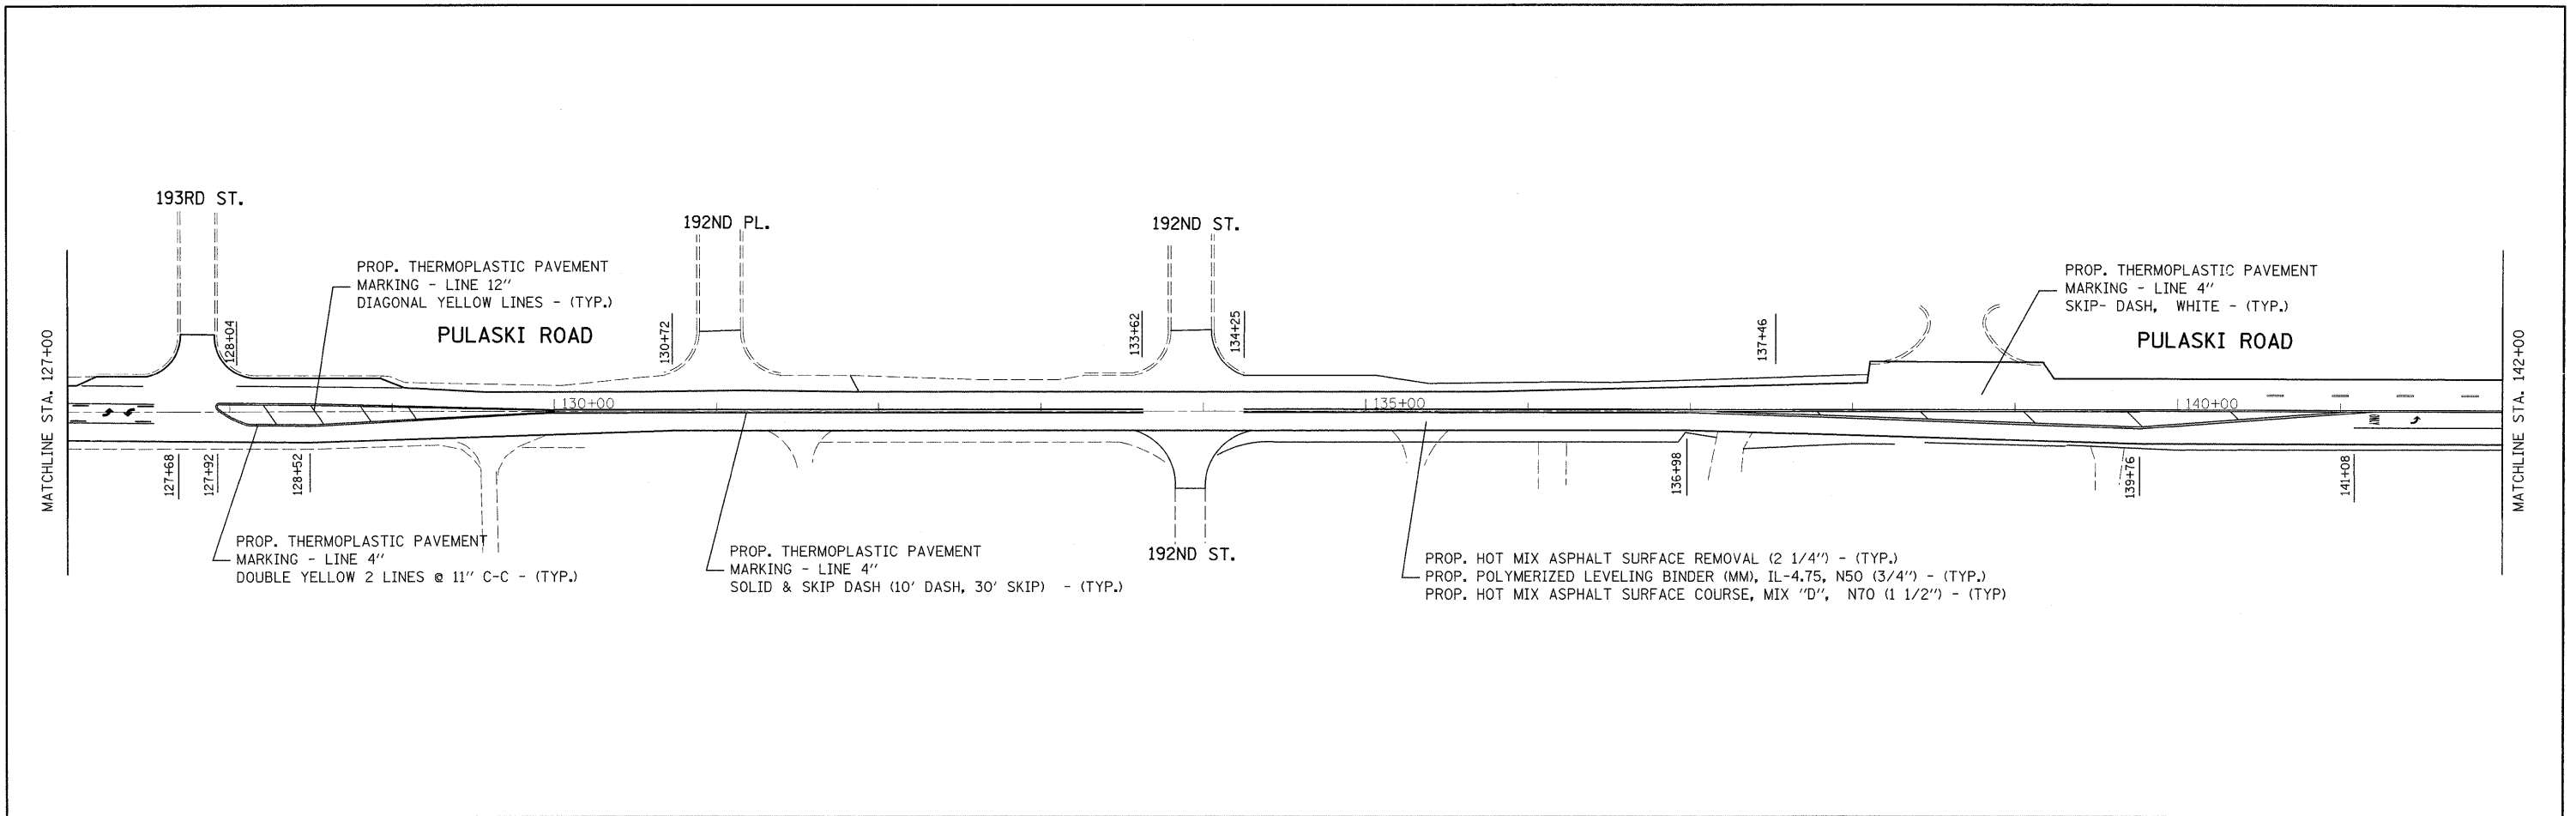 193RD ST.
192ND PL.
192ND ST.
PROP. THERMOPLASTIC PAVEMENT
MARKING - LINE 12"
DIAGONAL YELLOW LINES - (TYP.)
PROP. THERMOPLASTIC PAVEMENT
MARKING - LINE 4"
SKIP- DASH, WHITE - (TYP.)
PULASKI ROAD
PULASKI ROAD
MATCHLINE STA. 127+00
128+04
130+72
133+62
134+25
137+46
MATCHLINE STA. 142+00
130+00
135+00
140+00
ONLY
127+68
127+92
128+52
136+98
139+76
141+08
PROP. THERMOPLASTIC PAVEMENT
MARKING - LINE 4"
DOUBLE YELLOW 2 LINES @ 11" C-C - (TYP.)
PROP. THERMOPLASTIC PAVEMENT
MARKING - LINE 4"
SOLID & SKIP DASH (10' DASH, 30' SKIP) - (TYP.)
192ND ST.
PROP. HOT MIX ASPHALT SURFACE REMOVAL (2 1/4") - (TYP.)
PROP. POLYMERIZED LEVELING BINDER (MM), IL-4.75, N50 (3/4") - (TYP.)
PROP. HOT MIX ASPHALT SURFACE COURSE, MIX "D", N70 (1 1/2") - (TYP)